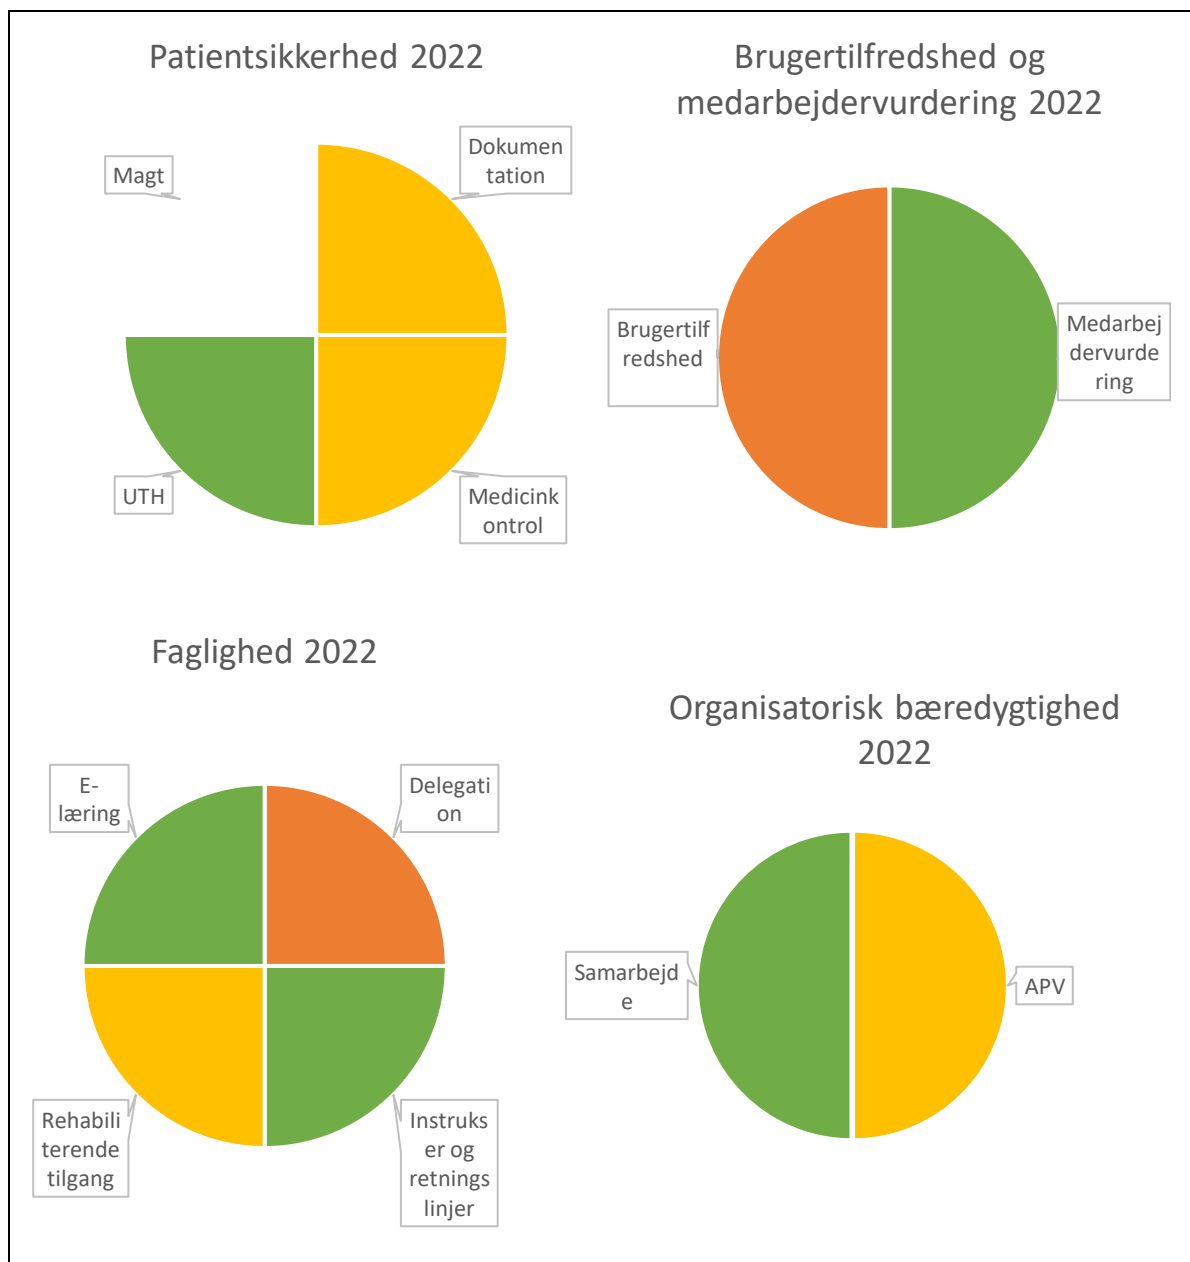 Patientsikkerhed 2022
Magt
Dokumen
tation
UTH
Medicink
ontrol
Brugertilfredshed og
medarbejdervurdering 2022
Brugertilf
redshed
Medarbej
dervurde
ring
Faglighed 2022
E-
læring
Delegati
on
Rehabili
terende
tilgang
Instruks
er og
retnings
linjer
Organisatorisk bæredygtighed
2022
Samarbejd
e
APV